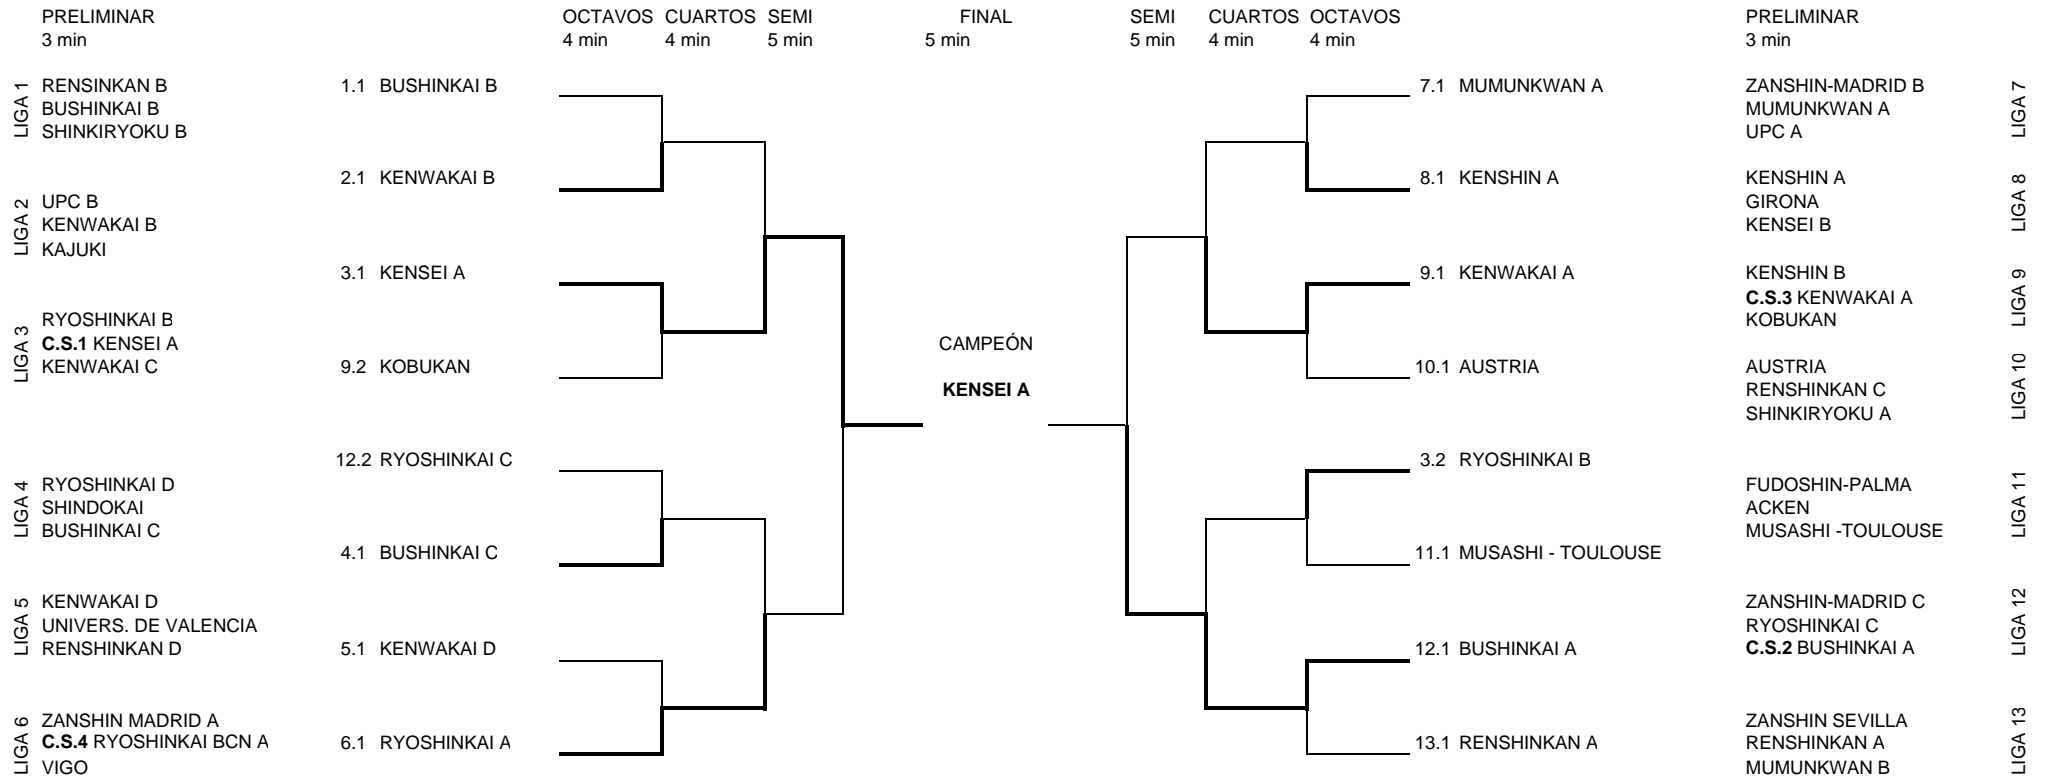 PRELIMINAR OCTAVOS CUARTOS SEMI FINAL SEMI CUARTOS OCTAVOS PRELIMINAR
3 min 4 min 4 min 5 min 5 min 5 min 4 min 4 min 3 min
LIGA 1
RENSINKAN B
BUSHINKAI B
SHINKIRYOKU B
LIGA 2
UPC B
KENWAKAI B
KAJUKI
LIGA 3
RYOSHINKAI B
C.S.1 KENSEI A
KENWAKAI C
LIGA 4
RYOSHINKAI D
SHINDOKAI
BUSHINKAI C
LIGA 5
KENWAKAI D
UNIVERS. DE VALENCIA
RENSHINKAN D
LIGA 6
ZANSHIN MADRID A
C.S.4 RYOSHINKAI BCN A
VIGO
1.1 BUSHINKAI B
2.1 KENWAKAI B
3.1 KENSEI A
9.2 KOBUKAN
12.2 RYOSHINKAI C
4.1 BUSHINKAI C
5.1 KENWAKAI D
6.1 RYOSHINKAI A
CAMPEÓN
KENSEI A
7.1 MUMUNKWAN A
8.1 KENSHIN A
9.1 KENWAKAI A
10.1 AUSTRIA
3.2 RYOSHINKAI B
11.1 MUSASHI - TOULOUSE
12.1 BUSHINKAI A
13.1 RENSHINKAN A
ZANSHIN-MADRID B
MUMUNKWAN A
UPC A
LIGA 7
KENSHIN A
GIRONA
KENSEI B
LIGA 8
KENSHIN B
C.S.3 KENWAKAI A
KOBUKAN
LIGA 9
AUSTRIA
RENSHINKAN C
SHINKIRYOKU A
LIGA 10
FUDOSHIN-PALMA
ACKEN
MUSASHI -TOULOUSE
LIGA 11
ZANSHIN-MADRID C
RYOSHINKAI C
C.S.2 BUSHINKAI A
LIGA 12
ZANSHIN SEVILLA
RENSHINKAN A
MUMUNKWAN B
LIGA 13